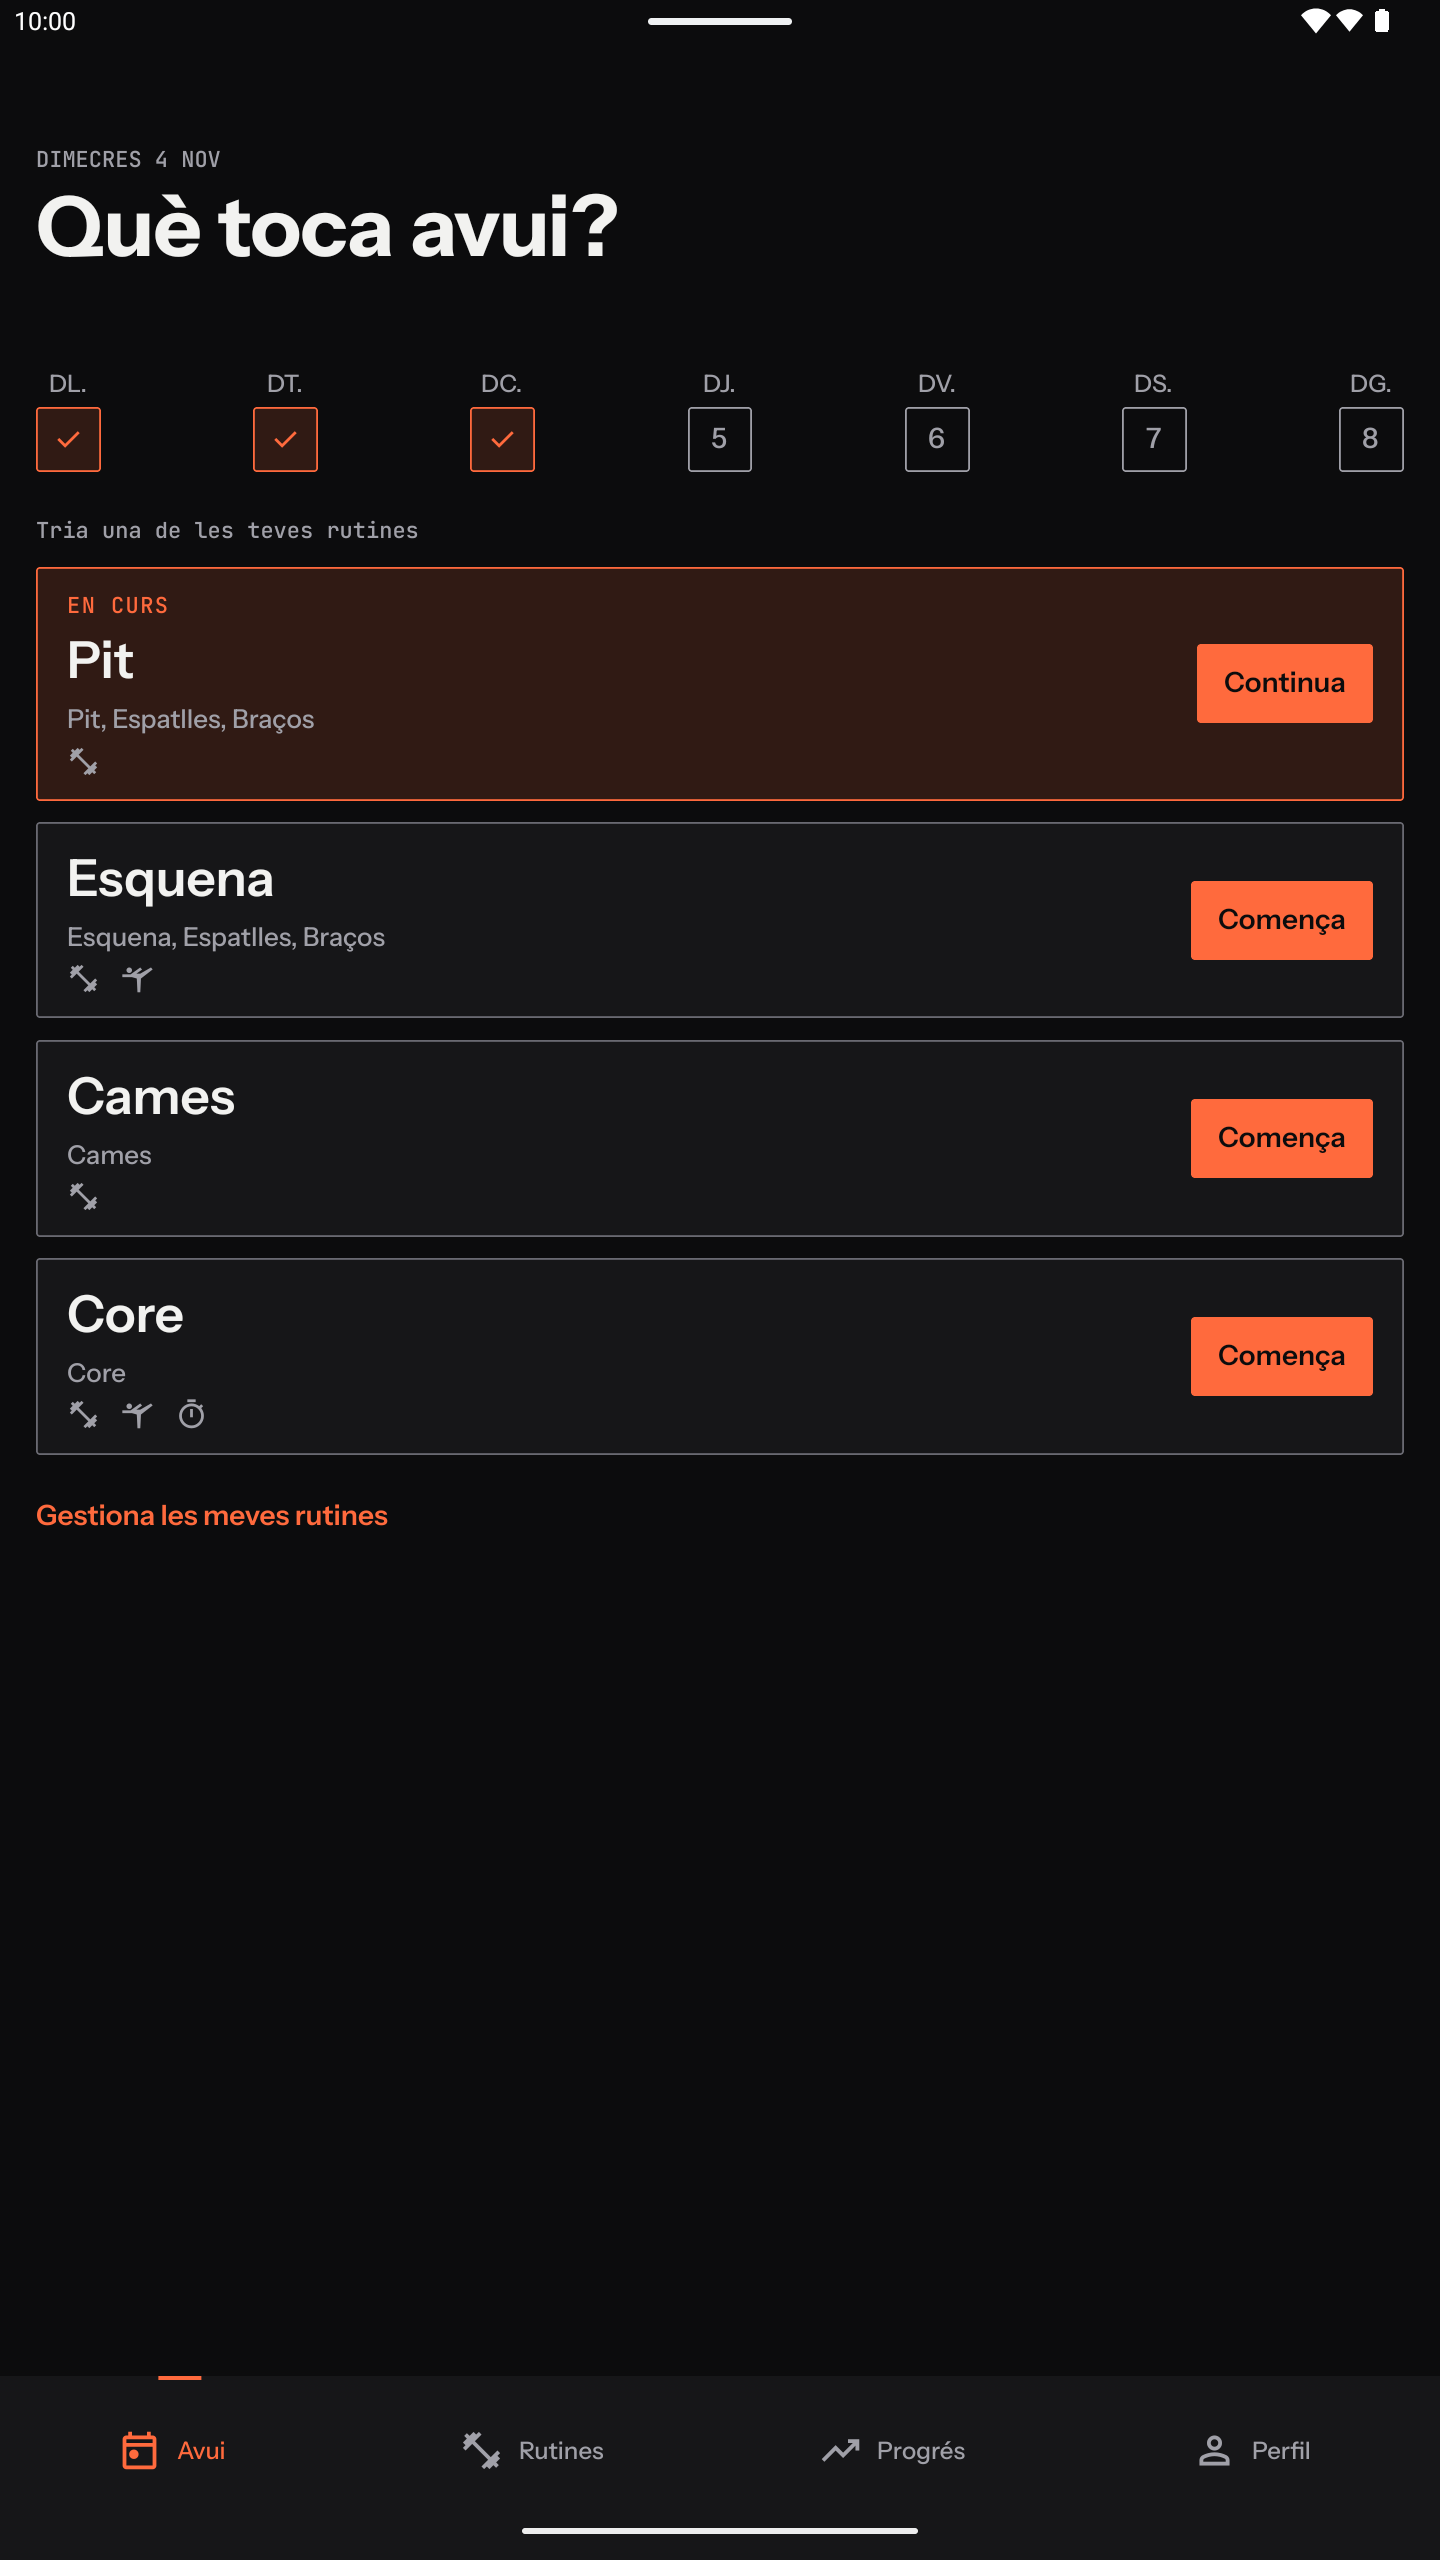 10:00
DIMECRES 4 NOV
Què toca avui?
DL. DT. DC. DJ. DV. DS. DG.
5 6 7 8
Tria una de les teves rutines
EN CURS
Pit
Pit, Espatlles, Braços
Continua
Esquena
Esquena, Espatlles, Braços
Comença
Cames
Cames
Comença
Core
Core
Comença
Gestiona les meves rutines
Avui Rutines Progrés Perfil